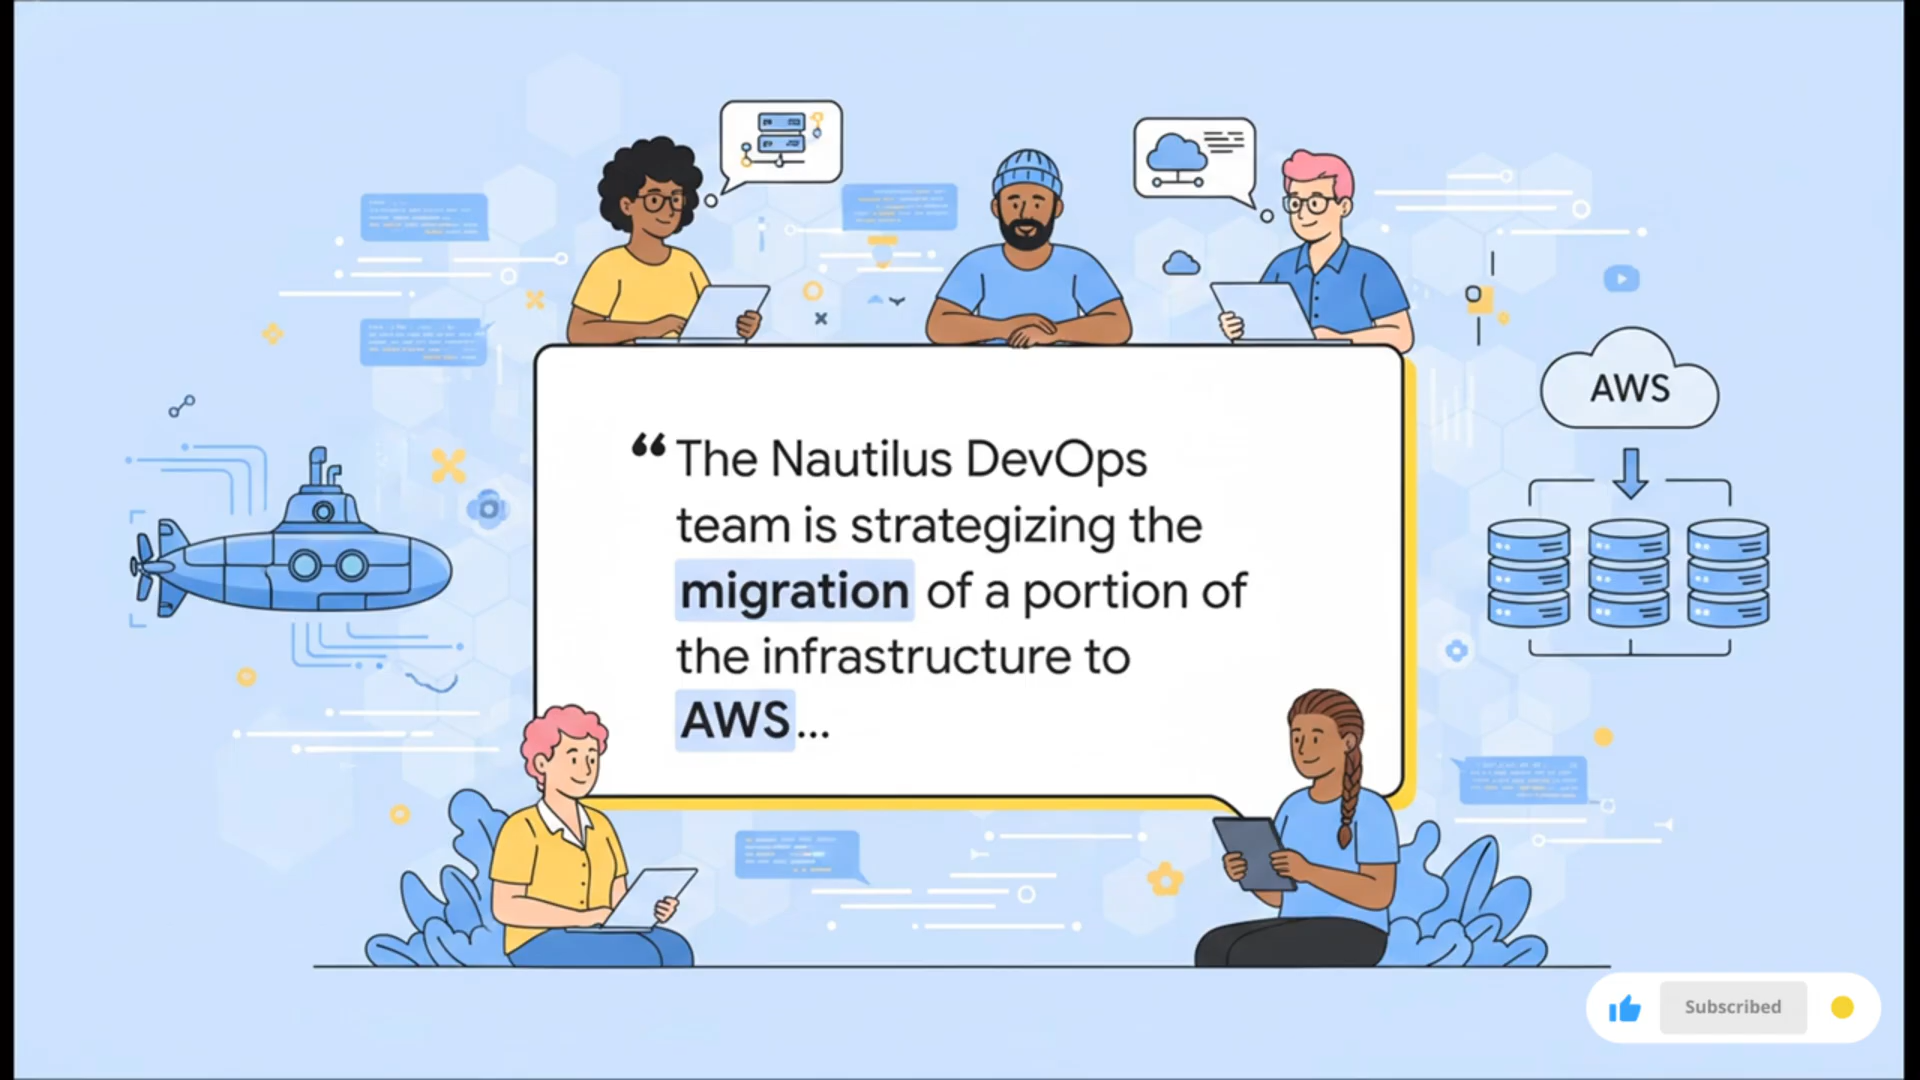 “The Nautilus DevOps
team is strategizing the
migration of a portion of
the infrastructure to
AWS...
AWS
Subscribed